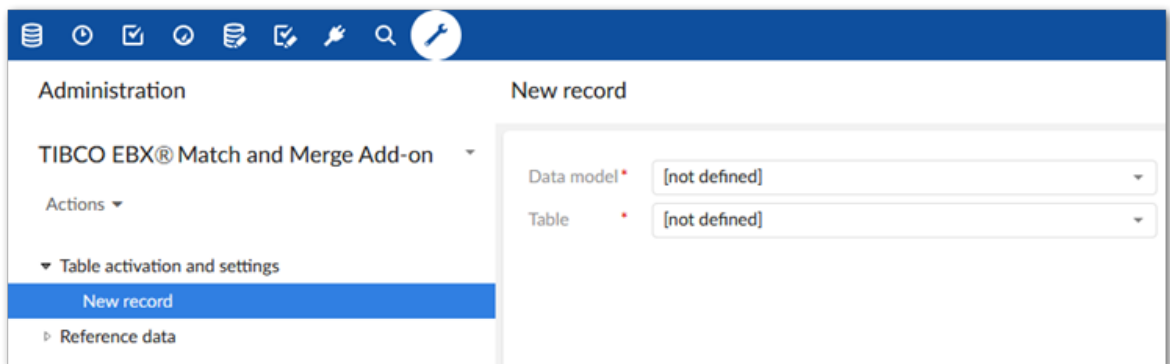 Administration
New record
TIBCO EBX® Match and Merge Add-on
Actions
Data model* [not defined]
Table * [not defined]
Table activation and settings
New record
Reference data